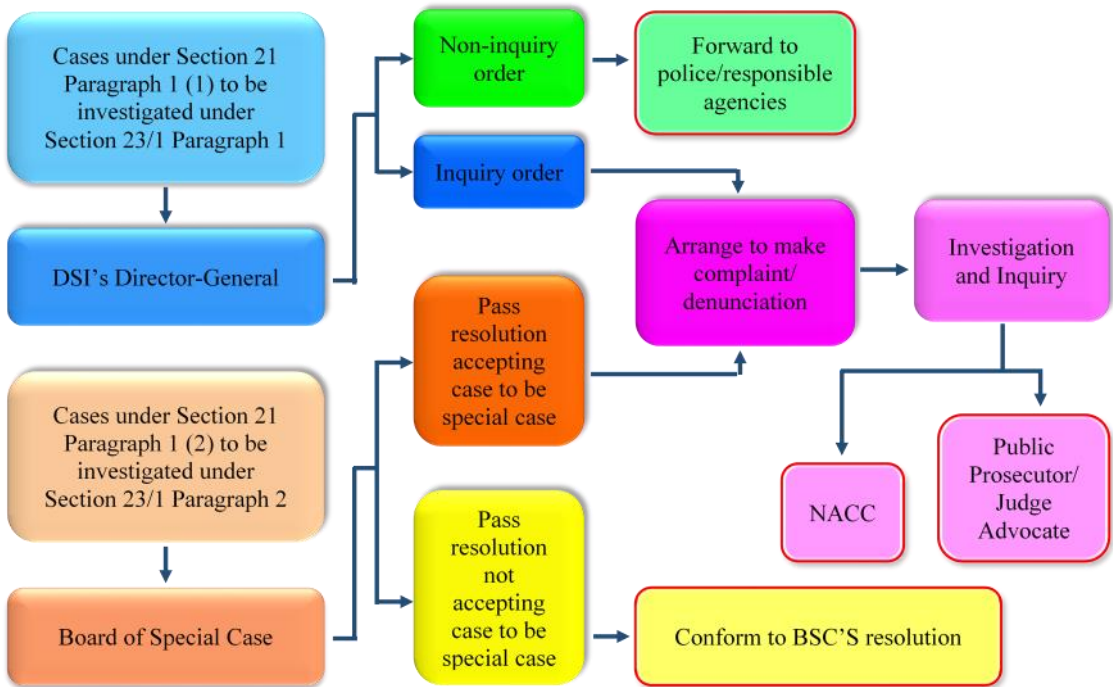 Cases under Section 21
Paragraph 1 (1) to be
investigated under
Section 23/1 Paragraph 1
DSI's Director-General
Non-inquiry
order
Forward to
police/responsible
agencies
Inquiry order
Arrange to make
complaint/
denunciation
Investigation
and Inquiry
Cases under Section 21
Paragraph 1 (2) to be
investigated under
Section 23/1 Paragraph 2
Board of Special Case
Pass
resolution
accepting
case to be
special case
Pass
resolution
not
accepting
case to be
special case
NACC
Public
Prosecutor/
Judge
Advocate
Conform to BSC'S resolution